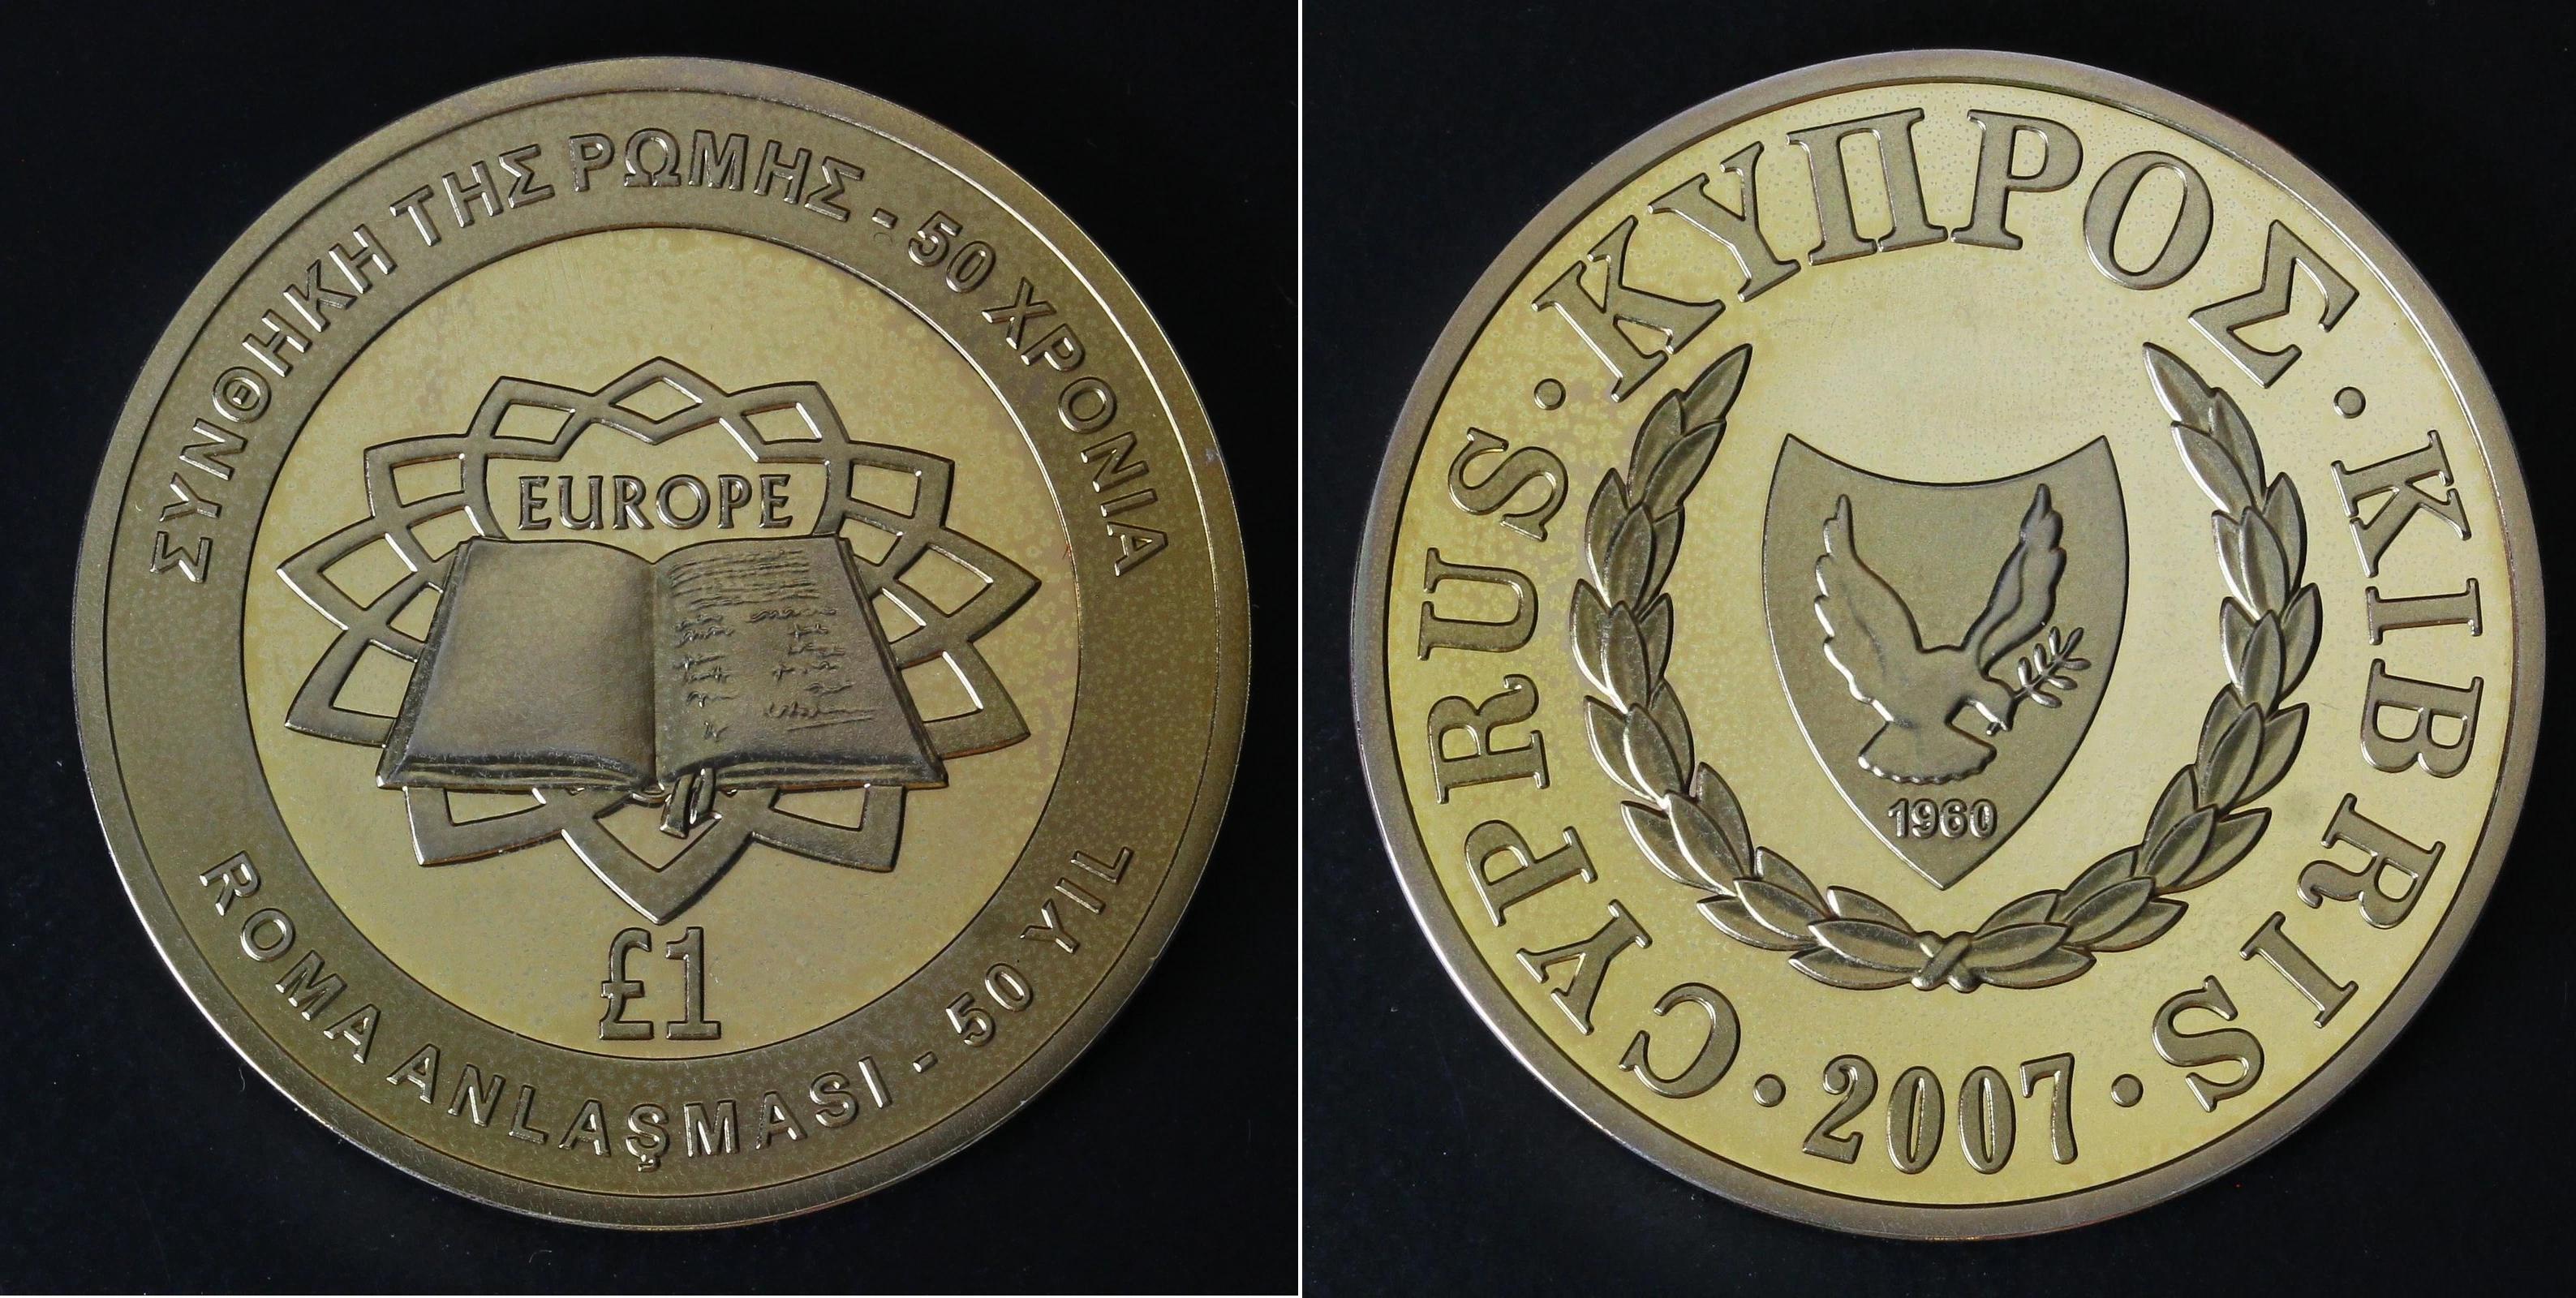 ΣΥΝΘΗΚΗ ΤΗΣ ΡΩΜΗΣ - 50 ΧΡΟΝΙΑ
EUROPE
£1
ROMA ANLAŞMASI - 50 YIL
CYPRUS · ΚΥΠΡΟΣ · KIBRIS
1960
· 2007 ·